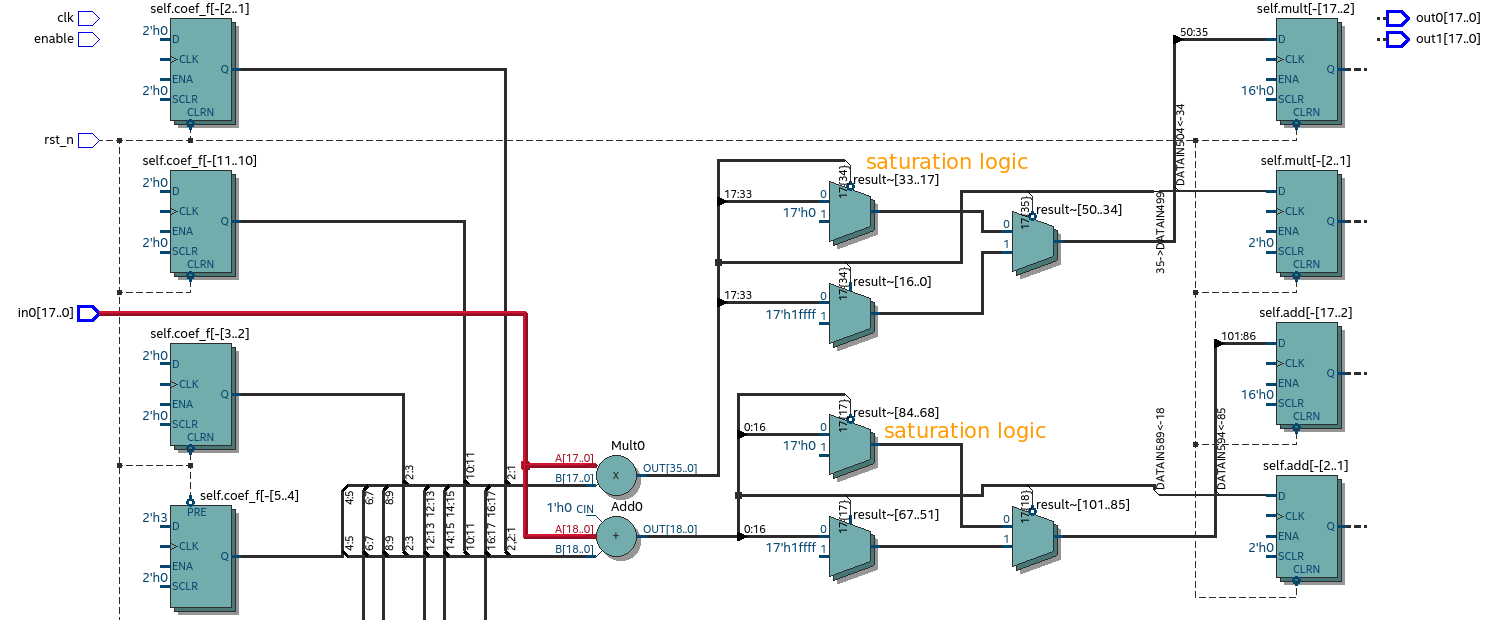 clk
enable
rst_n
in0[17..0]
self.coef_f[-[2..1]
2'h0
D
CLK
ENA
2'h0
SCLR
CLRN
Q
self.coef_f[-[11..10]
2'h0
D
CLK
ENA
2'h0
SCLR
CLRN
Q
self.coef_f[-[3..2]
2'h0
D
CLK
ENA
2'h0
SCLR
CLRN
Q
self.coef_f[-[5..4]
PRE
2'h3
D
CLK
ENA
2'h0
SCLR
Q
4:5
6:7
8:9
2:3
12:13
14:15
10:11
16:17
2:1
4:5
6:7
8:9
2:3
12:13
14:15
10:11
16:17
2,2:1
Mult0
A[17..0]
B[17..0]
x
OUT[35..0]
Add0
1'h0 CIN
A[18..0]
B[18..0]
+
OUT[18..0]
saturation logic
17'(34)
result~[33..17]
17:33
0
17'h0
1
17'(34)
result~[16..0]
17:33
0
17'h1ffff
1
17'(35)
result~[50..34]
0
1
17'(17)
result~[84..68]
saturation logic
0:16
0
17'h0
1
17'(17)
result~[67..51]
0:16
0
17'h1ffff
1
17'(18)
result~[101..85]
0
1
50:35
DATAIN504<-34
35->DATAIN499
DATAIN589<-18
DATAIN594<-85
101:86
self.mult[-[17..2]
D
CLK
ENA
16'h0
SCLR
CLRN
Q
self.mult[-[2..1]
D
CLK
ENA
2'h0
SCLR
CLRN
Q
self.add[-[17..2]
D
CLK
ENA
16'h0
SCLR
CLRN
Q
self.add[-[2..1]
D
CLK
ENA
2'h0
SCLR
CLRN
Q
out0[17..0]
out1[17..0]